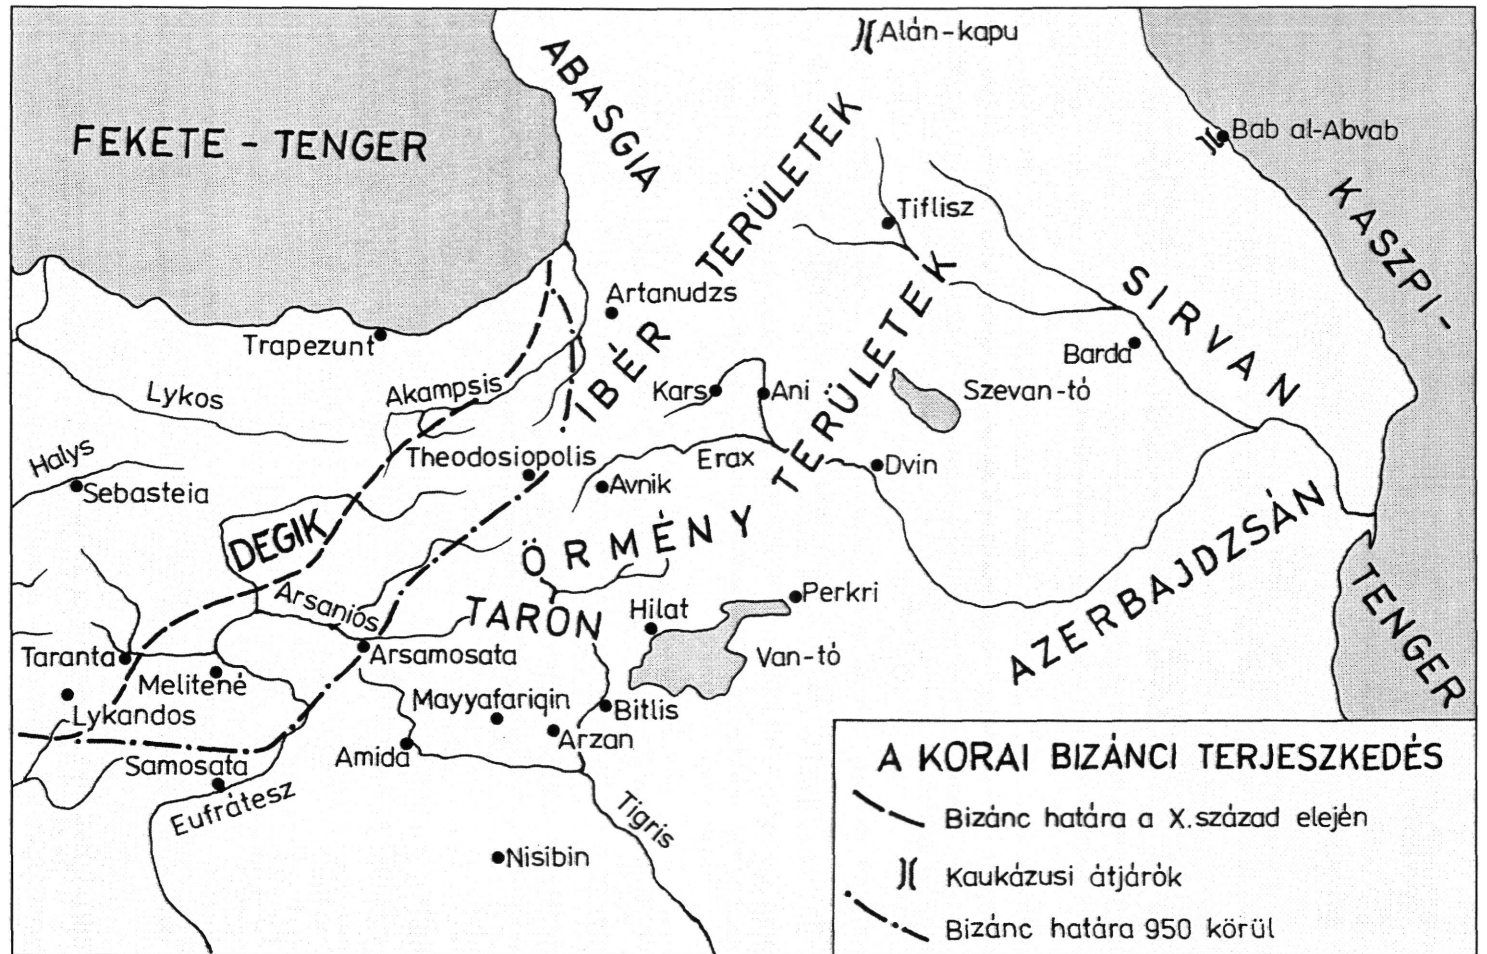 Alán-kapu
ABASGIA
FEKETE - TENGER
Bab al-Abvab
KASZPI-
TENGER
IBÉR TERÜLETEK
Tiflisz
SIRVAN
Artanudzs
Trapezunt
Barda
Akampsis
Lykos
Kars
Ani
Szevan-tó
ÖRMÉNY TERÜLETEK
Halys
Theodosiopolis
Erax
Dvin
Sebasteia
Avnik
DEGIK
AZERBAJDZSÁN
Arsanios
TARON
Hilat
Perkri
Taranta
Arsamosata
Van-tó
Melitené
Mayyafariqin
Bitlis
Lykandos
Arzan
Amida
Samosata
Eufrátesz
Tigris
Nisibin
A KORAI BIZÁNCI TERJESZKEDÉS
Bizánc határa a X. század elején
Kaukázusi átjárók
Bizánc határa 950 körül